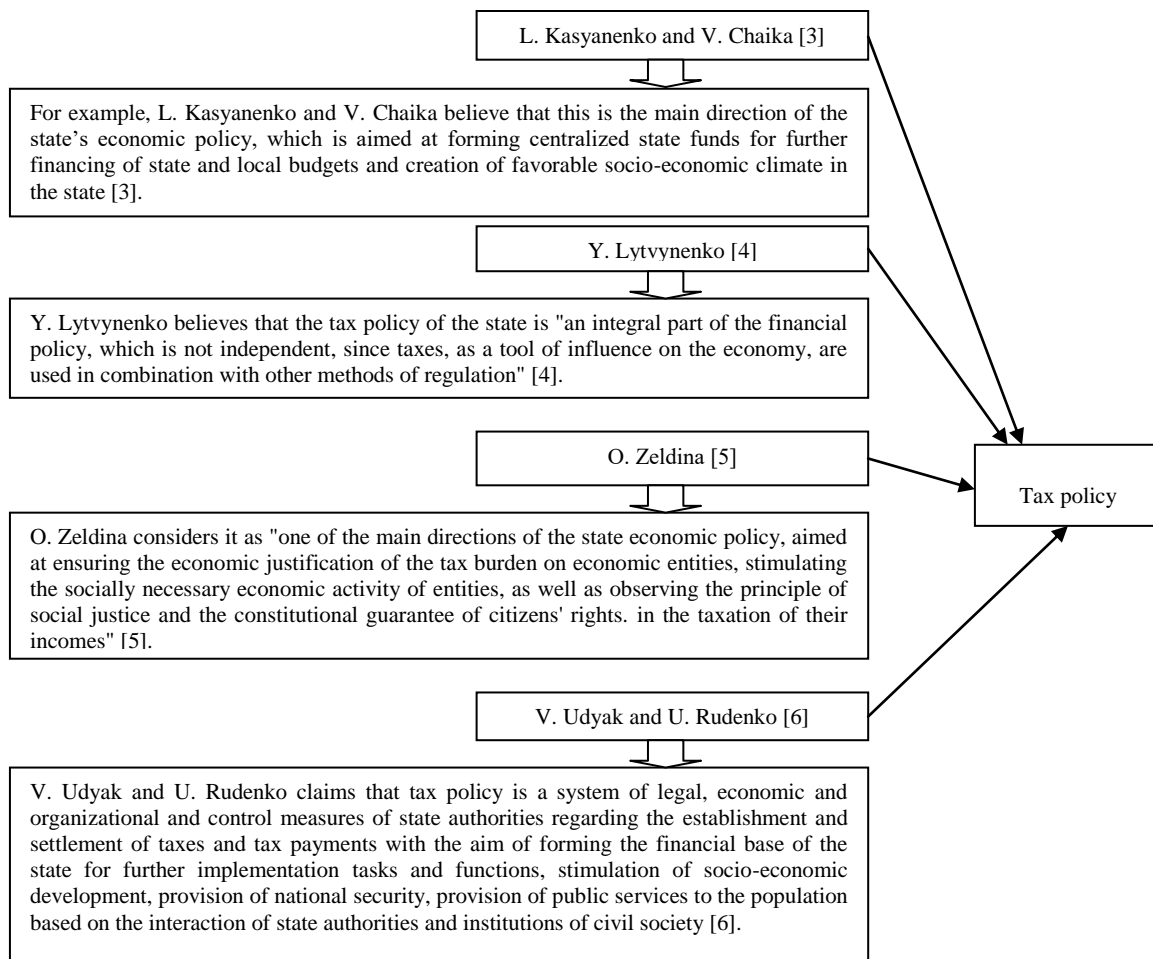 L. Kasyanenko and V. Chaika [3]
For example, L. Kasyanenko and V. Chaika believe that this is the main direction of the
state’s economic policy, which is aimed at forming centralized state funds for further
financing of state and local budgets and creation of favorable socio-economic climate in
the state [3].
Y. Lytvynenko [4]
Y. Lytvynenko believes that the tax policy of the state is "an integral part of the financial
policy, which is not independent, since taxes, as a tool of influence on the economy, are
used in combination with other methods of regulation" [4].
O. Zeldina [5]
Tax policy
O. Zeldina considers it as "one of the main directions of the state economic policy, aimed
at ensuring the economic justification of the tax burden on economic entities, stimulating
the socially necessary economic activity of entities, as well as observing the principle of
social justice and the constitutional guarantee of citizens' rights. in the taxation of their
incomes" [5].
V. Udyak and U. Rudenko [6]
V. Udyak and U. Rudenko claims that tax policy is a system of legal, economic and
organizational and control measures of state authorities regarding the establishment and
settlement of taxes and tax payments with the aim of forming the financial base of the
state for further implementation tasks and functions, stimulation of socio-economic
development, provision of national security, provision of public services to the population
based on the interaction of state authorities and institutions of civil society [6].